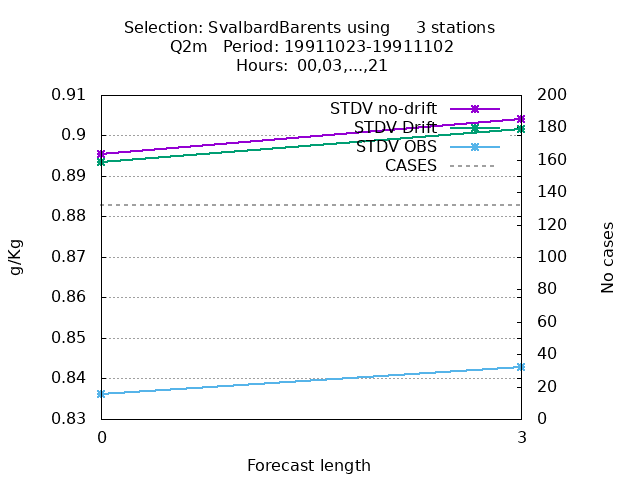 Selection: SvalbardBarents using     3 stations
Q2m   Period: 19911023-19911102
Hours:  00,03,...,21
STDV no-drift
STDV Drift
STDV OBS
CASES
0.91
0.9
0.89
0.88
0.87
0.86
0.85
0.84
0.83
200
180
160
140
120
100
80
60
40
20
0
g/Kg
No cases
0
3
Forecast length